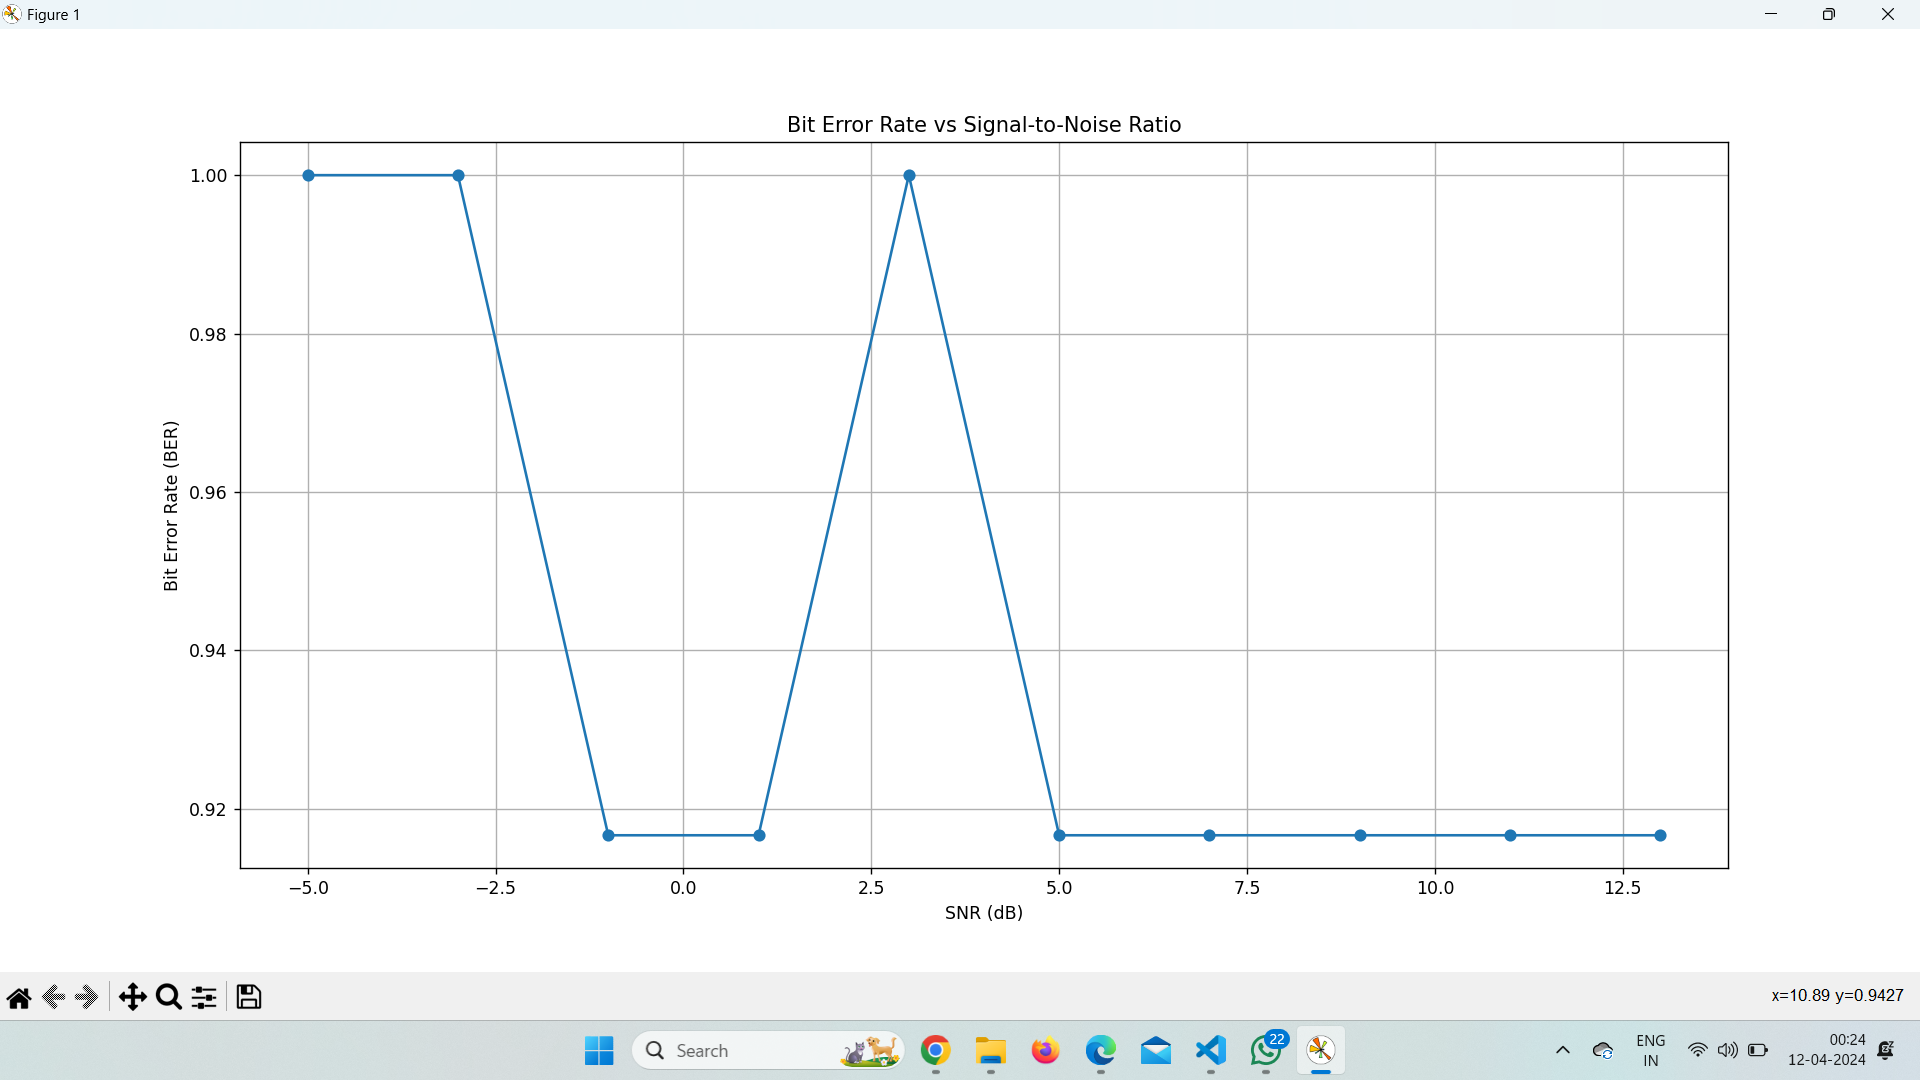 Figure 1
Bit Error Rate vs Signal-to-Noise Ratio
1.00
0.98
0.96
0.94
0.92
Bit Error Rate (BER)
−5.0 −2.5 0.0 2.5 5.0 7.5 10.0 12.5
SNR (dB)
x=10.89 y=0.9427
Search
22
ENG
IN
00:24
12-04-2024